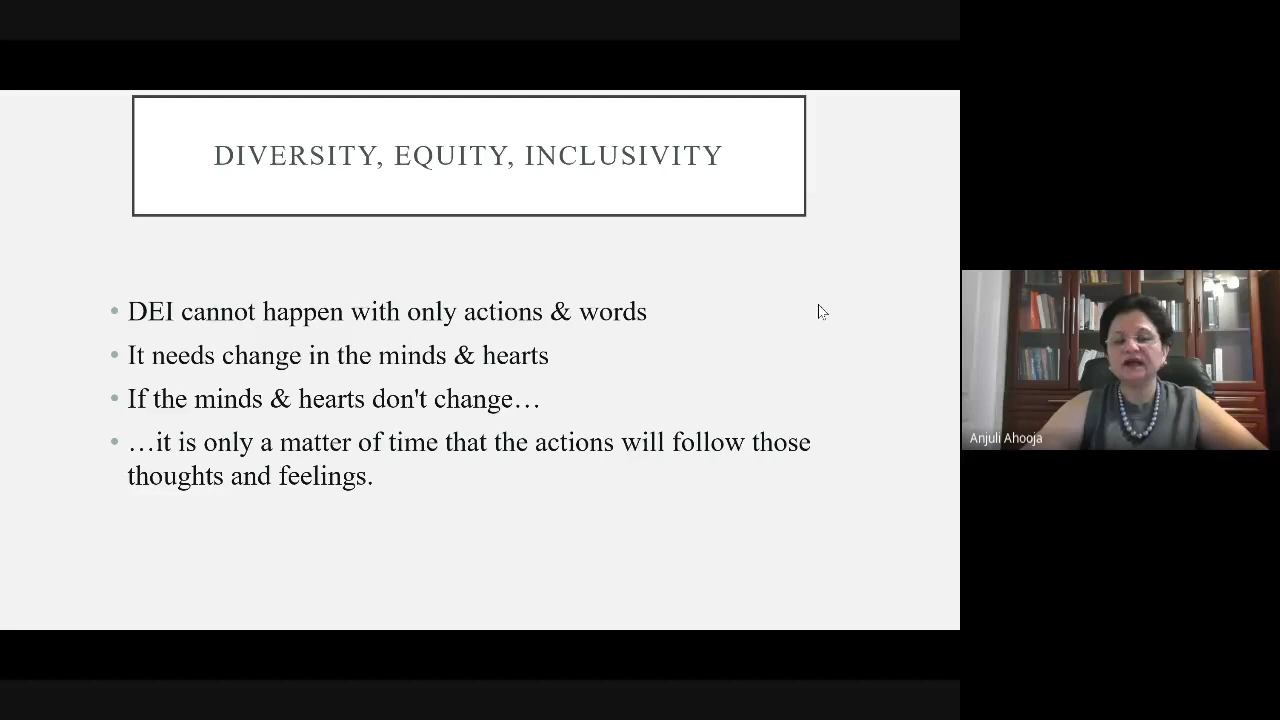 DIVERSITY, EQUITY, INCLUSIVITY
• DEI cannot happen with only actions & words
• It needs change in the minds & hearts
• If the minds & hearts don't change…
• …it is only a matter of time that the actions will follow those
thoughts and feelings.
Anjuli Ahooja